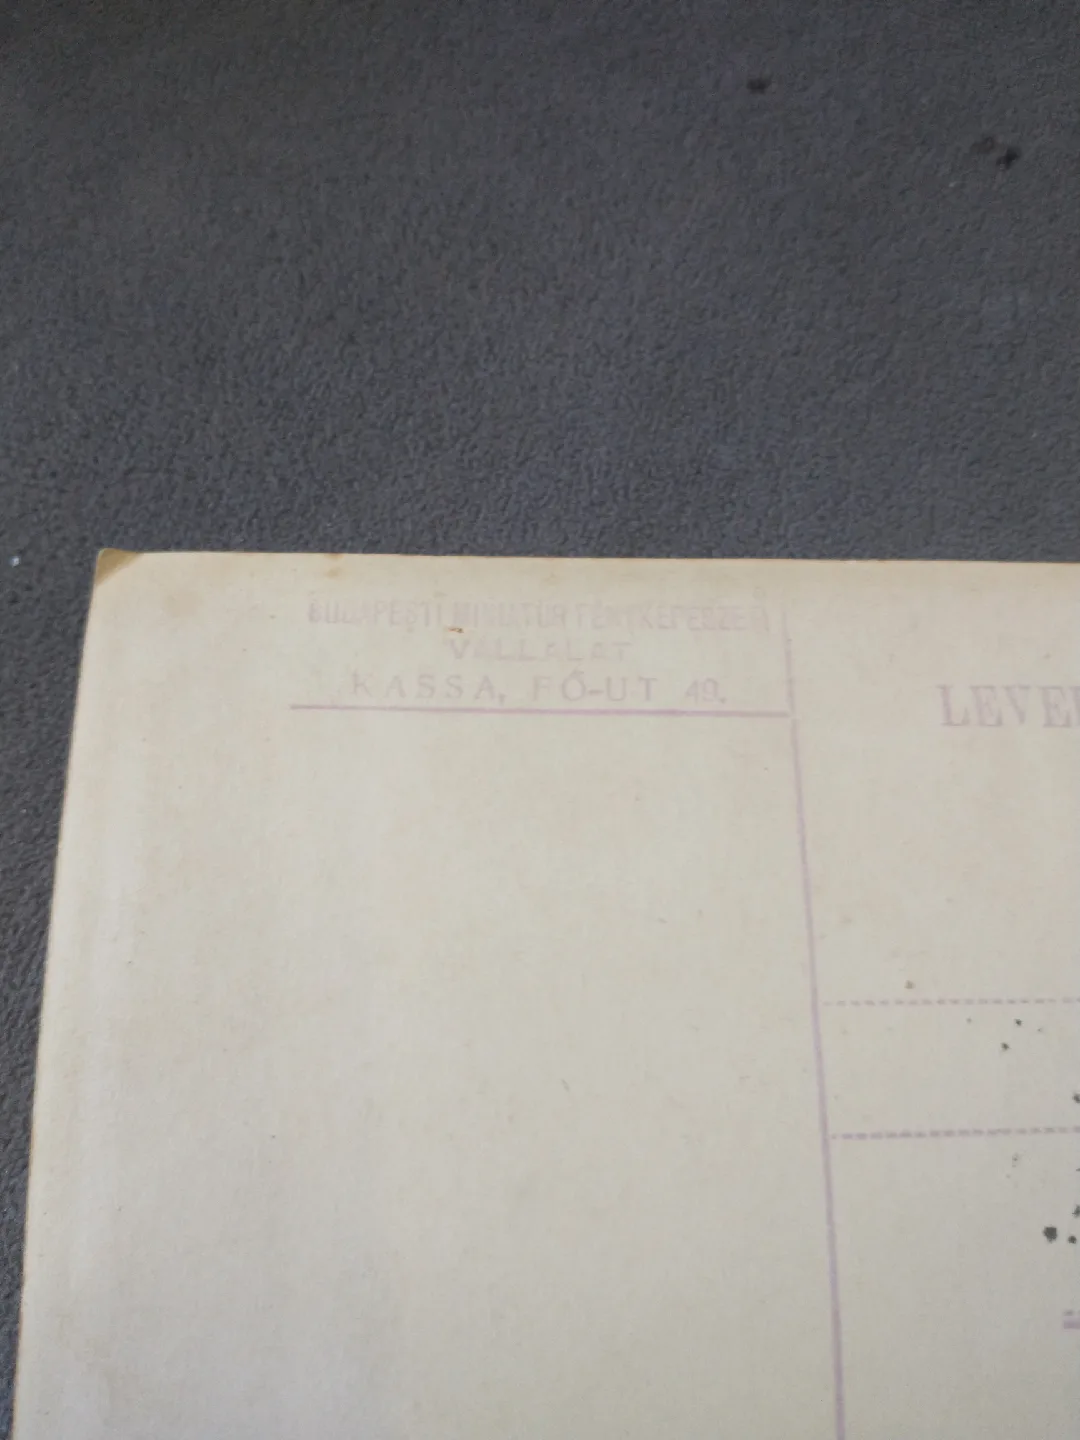 BUDAPESTI MINIATUR FÉNYKÉPÉSZETI
VÁLLALAT
KASSA, FŐ-UT 49.
LEVE